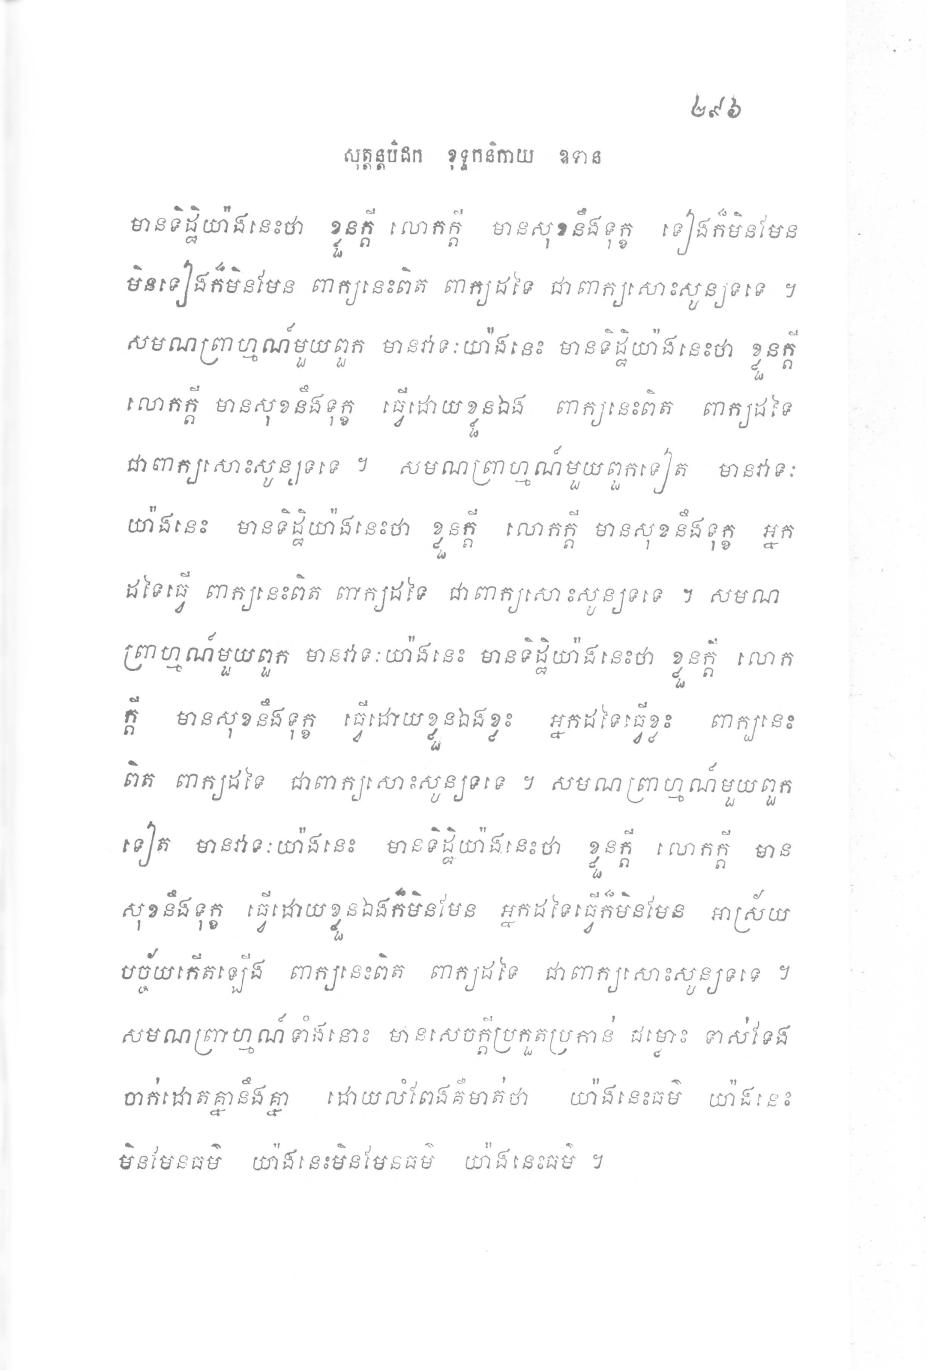 ២៩៦
សុត្តន្តបិដក ខុទ្ទកនិកាយ ឧទាន
មានទិដ្ឋិយ៉ាងនេះថា ខ្លួនក្តី លោកក្តី មានសុខនឹងទុក្ខ ទៀងក៏មិនមែន
មិនទៀងក៏មិនមែន ពាក្យនេះពិត ពាក្យដទៃ ជាពាក្យសោះសូន្យទទេ ។
សមណព្រាហ្មណ៍មួយពួក មានវាទៈយ៉ាងនេះ មានទិដ្ឋិយ៉ាងនេះថា ខ្លួនក្តី
លោកក្តី មានសុខនឹងទុក្ខ ធ្វើដោយខ្លួនឯង ពាក្យនេះពិត ពាក្យដទៃ
ជាពាក្យសោះសូន្យទទេ ។ សមណព្រាហ្មណ៍មួយពួកទៀត មានវាទៈ
យ៉ាងនេះ មានទិដ្ឋិយ៉ាងនេះថា ខ្លួនក្តី លោកក្តី មានសុខនឹងទុក្ខ អ្នក
ដទៃធ្វើ ពាក្យនេះពិត ពាក្យដទៃ ជាពាក្យសោះសូន្យទទេ ។ សមណ
ព្រាហ្មណ៍មួយពួក មានវាទៈយ៉ាងនេះ មានទិដ្ឋិយ៉ាងនេះថា ខ្លួនក្តី លោក
ក្តី មានសុខនឹងទុក្ខ ធ្វើដោយខ្លួនឯងខ្លះ អ្នកដទៃធ្វើខ្លះ ពាក្យនេះ
ពិត ពាក្យដទៃ ជាពាក្យសោះសូន្យទទេ ។ សមណព្រាហ្មណ៍មួយពួក
ទៀត មានវាទៈយ៉ាងនេះ មានទិដ្ឋិយ៉ាងនេះថា ខ្លួនក្តី លោកក្តី មាន
សុខនឹងទុក្ខ ធ្វើដោយខ្លួនឯងក៏មិនមែន អ្នកដទៃធ្វើក៏មិនមែន អាស្រ័យ
បច្ច័យកើតឡើង ពាក្យនេះពិត ពាក្យដទៃ ជាពាក្យសោះសូន្យទទេ ។
សមណព្រាហ្មណ៍ទាំងនោះ មានសេចក្តីប្រកួតប្រកាន់ ជម្លោះ ទាស់ទែង
ចាក់ដោតគ្នានឹងគ្នា ដោយលំពែងគឺមាត់ថា យ៉ាងនេះធម៌ យ៉ាងនេះ
មិនមែនធម៌ យ៉ាងនេះមិនមែនធម៌ យ៉ាងនេះធម៌ ។